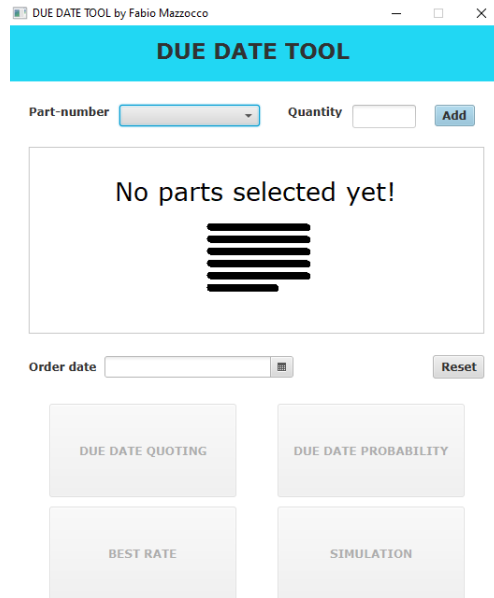 DUE DATE TOOL by Fabio Mazzocco
DUE DATE TOOL
Part-number Quantity Add
No parts selected yet!
Order date Reset
DUE DATE QUOTING DUE DATE PROBABILITY
BEST RATE SIMULATION